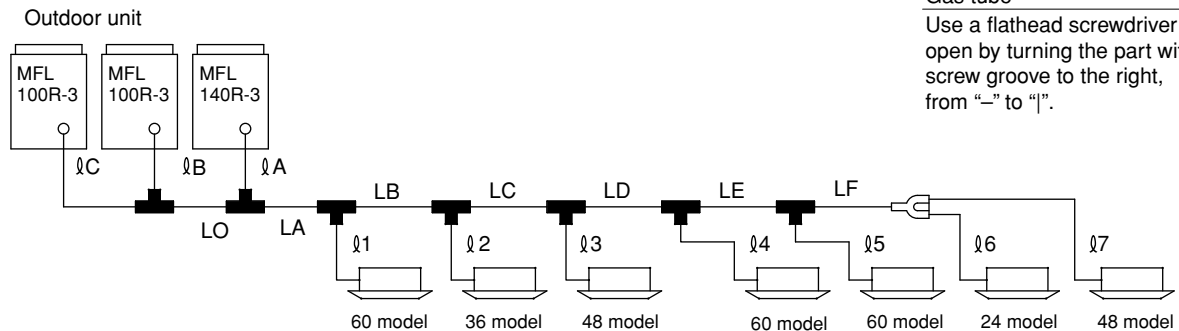 Gas tube
Outdoor unit
Use a flathead screwdriver
open by turning the part wi
screw groove to the right,
from “–” to “|”.
MFL
100R-3
MFL
100R-3
MFL
140R-3
ℓC
ℓB
ℓA
LO
LA
LB
LC
LD
LE
LF
ℓ1
ℓ2
ℓ3
ℓ4
ℓ5
ℓ6
ℓ7
60 model
36 model
48 model
60 model
60 model
24 model
48 model